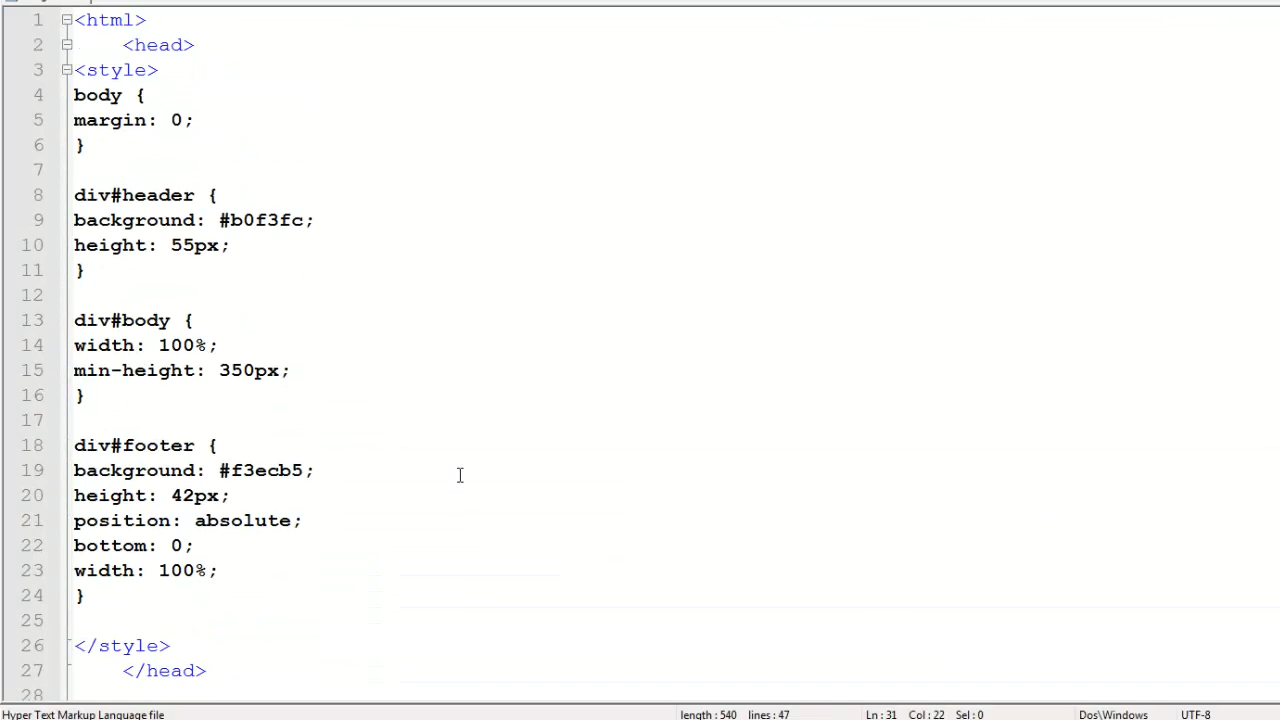 1 <html>
2 <head>
3 <style>
4 body {
5 margin: 0;
6 }
7
8 div#header {
9 background: #b0f3fc;
10 height: 55px;
11 }
12
13 div#body {
14 width: 100%;
15 min-height: 350px;
16 }
17
18 div#footer {
19 background: #f3ecb5;
20 height: 42px;
21 position: absolute;
22 bottom: 0;
23 width: 100%;
24 }
25
26 </style>
27 </head>
28
Hyper Text Markup Language file length : 540 lines : 47 Ln : 31 Col : 22 Sel : 0 Dos\Windows UTF-8